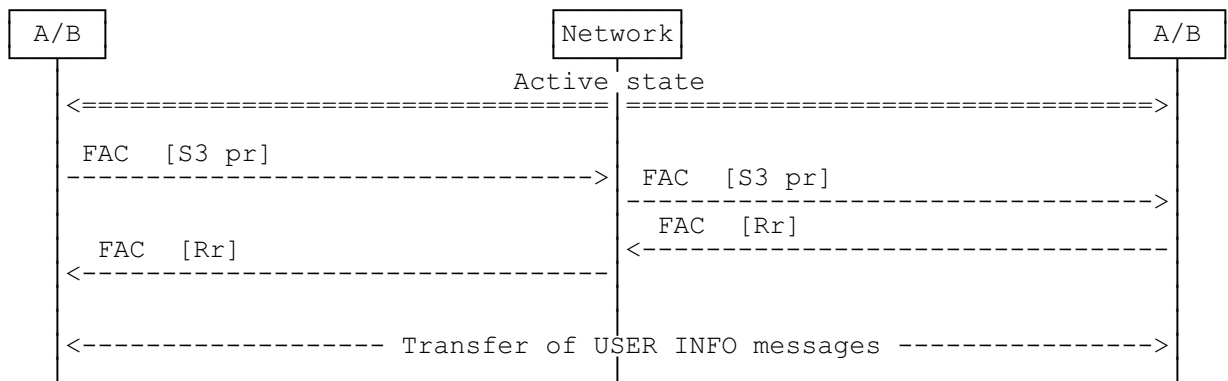 A/B Network A/B
Active state
FAC [S3 pr]
FAC [S3 pr]
FAC [Rr]
FAC [Rr]
Transfer of USER INFO messages